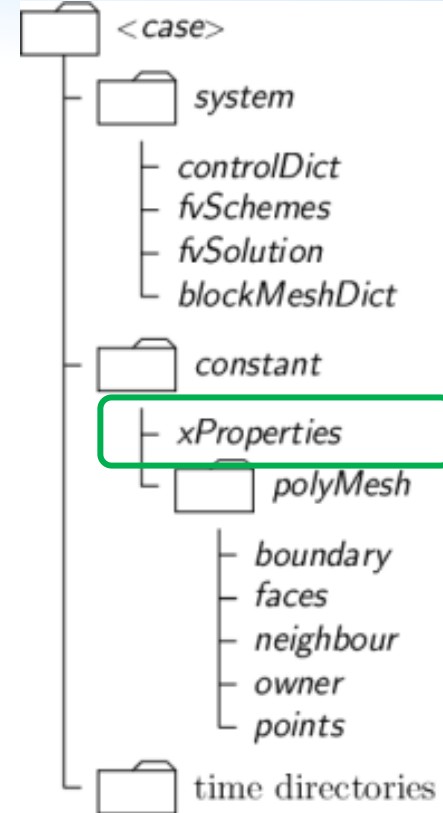 <case>
system
controlDict
fvSchemes
fvSolution
blockMeshDict
constant
xProperties
polyMesh
boundary
faces
neighbour
owner
points
time directories